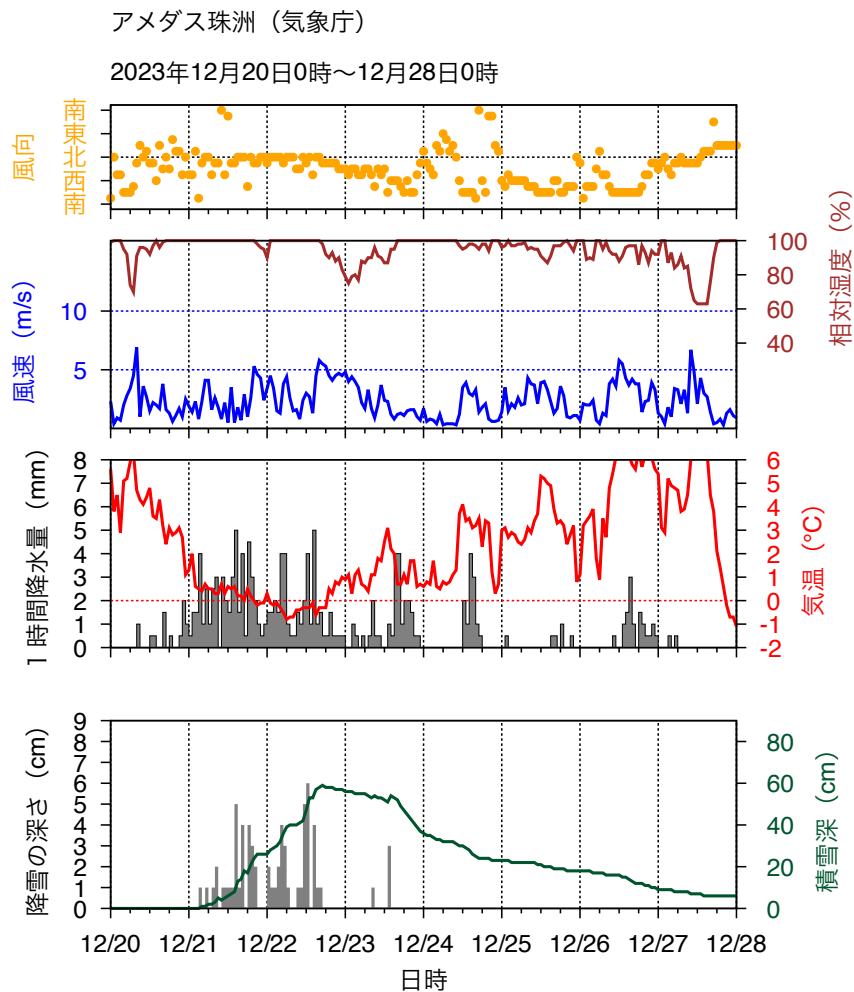 アメダス珠洲（気象庁）
2023年12月20日0時〜12月28日0時
風向
南
東
北
西
南
風速（m/s）
10
5
相対湿度（%）
100
80
60
40
1時間降水量（mm）
8
7
6
5
4
3
2
1
0
気温（°C）
6
5
4
3
2
1
0
-1
-2
降雪の深さ（cm）
9
8
7
6
5
4
3
2
1
0
積雪深（cm）
80
60
40
20
0
12/20 12/21 12/22 12/23 12/24 12/25 12/26 12/27 12/28
日時